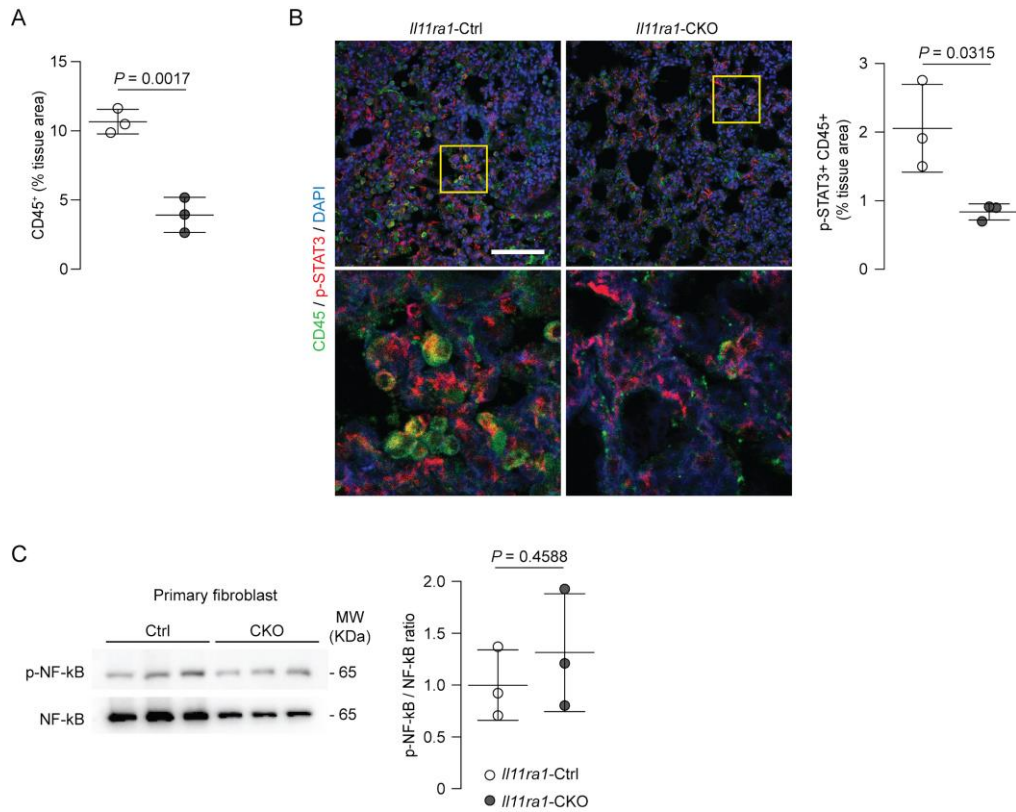 A
15
10
5
0
CD45⁺ (% tissue area)
P = 0.0017
B
Il11ra1-Ctrl
Il11ra1-CKO
CD45 / p-STAT3 / DAPI
3
2
1
0
p-STAT3+ CD45+
(% tissue area)
P = 0.0315
C
Primary fibroblast
Ctrl
CKO
MW
(KDa)
p-NF-kB
- 65
NF-kB
- 65
P = 0.4588
2.0
1.5
1.0
0.5
0
p-NF-kB / NF-kB ratio
Il11ra1-Ctrl
Il11ra1-CKO